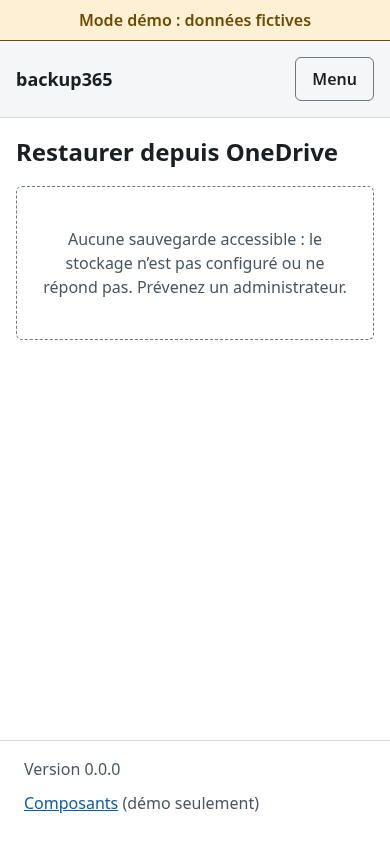 Mode démo : données fictives
backup365
Menu
Restaurer depuis OneDrive
Aucune sauvegarde accessible : le
stockage n’est pas configuré ou ne
répond pas. Prévenez un administrateur.
Version 0.0.0
Composants (démo seulement)